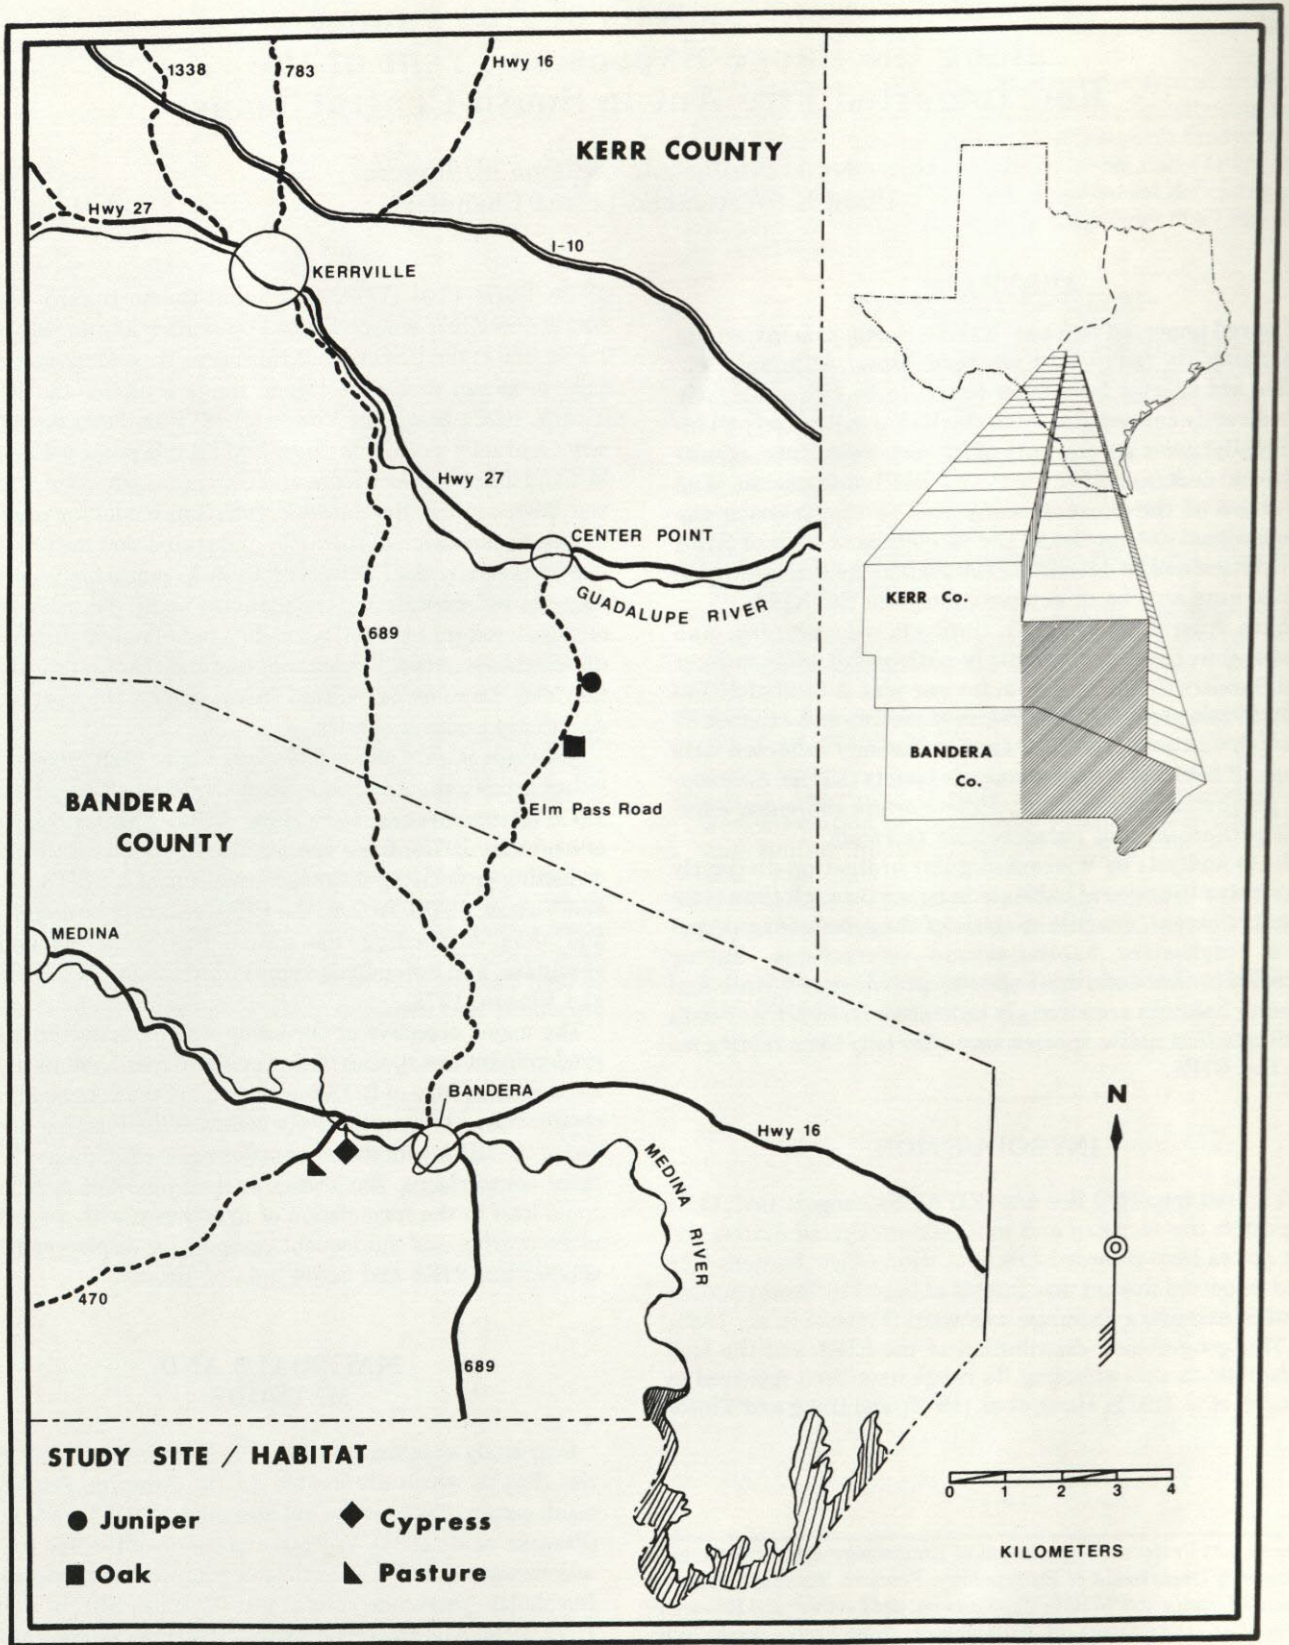 1338
783
Hwy 16
KERR COUNTY
Hwy 27
I-10
KERRVILLE
Hwy 27
CENTER POINT
GUADALUPE RIVER
689
KERR Co.
BANDERA
Co.
Elm Pass Road
BANDERA
COUNTY
MEDINA
BANDERA
Hwy 16
MEDINA RIVER
N
470
689
STUDY SITE / HABITAT
Juniper
Cypress
Oak
Pasture
0 1 2 3 4
KILOMETERS